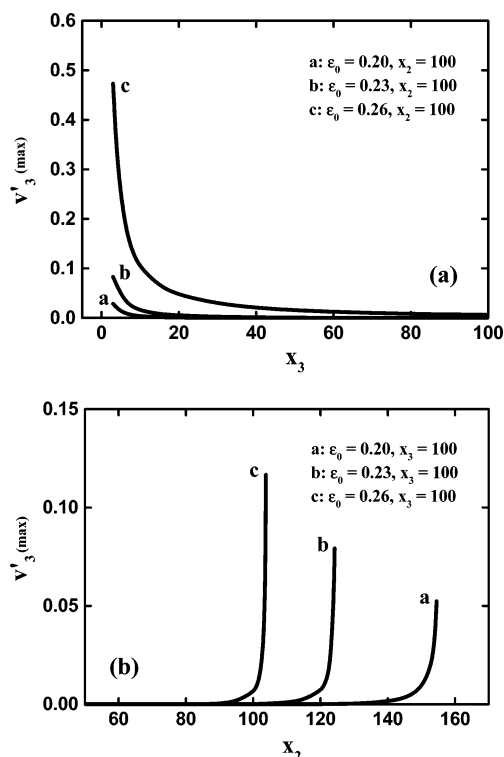 0.6
a: ε₀ = 0.20, x₂ = 100
b: ε₀ = 0.23, x₂ = 100
c: ε₀ = 0.26, x₂ = 100
0.5
c
0.4
v'₃ (max)
0.3
0.2
0.1
b
a
(a)
0.0
0 20 40 60 80 100
x₃
0.15
a: ε₀ = 0.20, x₃ = 100
b: ε₀ = 0.23, x₃ = 100
c: ε₀ = 0.26, x₃ = 100
c
0.10
v'₃ (max)
b
0.05
a
(b)
0.00
60 80 100 120 140 160
x₂